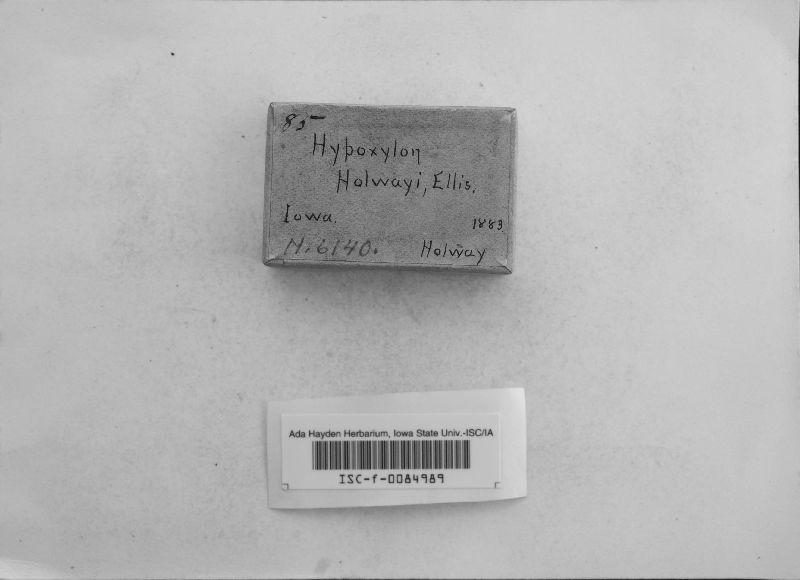 85
Hypoxylon
Holwayi, Ellis.
Iowa. 1883
N. 6140. Holway
Ada Hayden Herbarium, Iowa State Univ.-ISC/IA
ISC-f-0084989